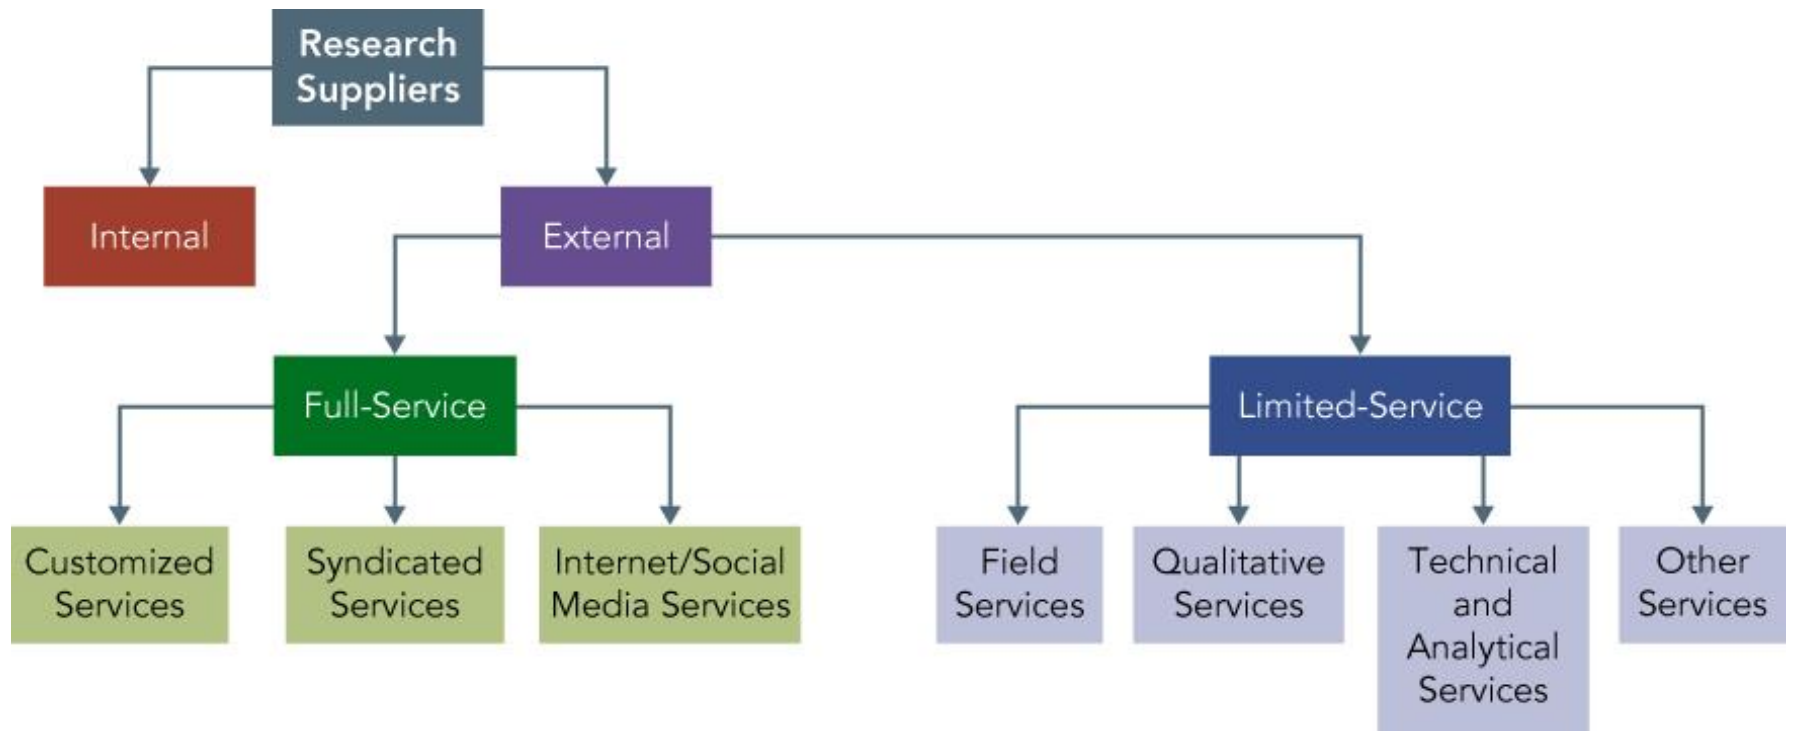 Research
Suppliers
Internal
External
Full-Service
Limited-Service
Customized
Services
Syndicated
Services
Internet/Social
Media Services
Field
Services
Qualitative
Services
Technical
and
Analytical
Services
Other
Services